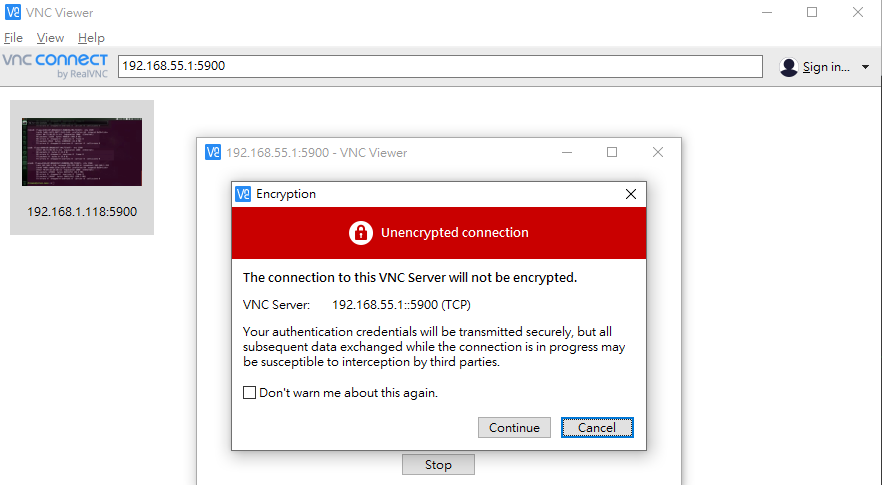 VNC Viewer
File View Help
vnc connect
by RealVNC
192.168.55.1:5900
Sign in...
192.168.1.118:5900
192.168.55.1:5900 - VNC Viewer
Encryption
Unencrypted connection
The connection to this VNC Server will not be encrypted.
VNC Server: 192.168.55.1::5900 (TCP)
Your authentication credentials will be transmitted securely, but all
subsequent data exchanged while the connection is in progress may
be susceptible to interception by third parties.
Don't warn me about this again.
Continue Cancel
Stop